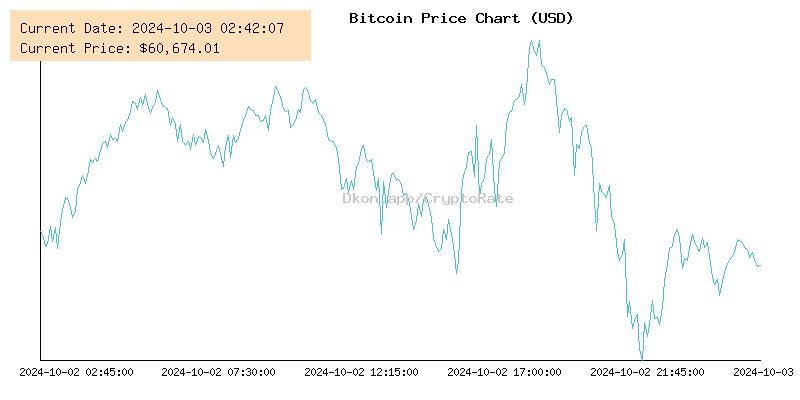 Bitcoin Price Chart (USD)
Current Date: 2024-10-03 02:42:07
Current Price: $60,674.01
Dkon.app/CryptoRate
2024-10-02 02:45:00 2024-10-02 07:30:00 2024-10-02 12:15:00 2024-10-02 17:00:00 2024-10-02 21:45:00 2024-10-03